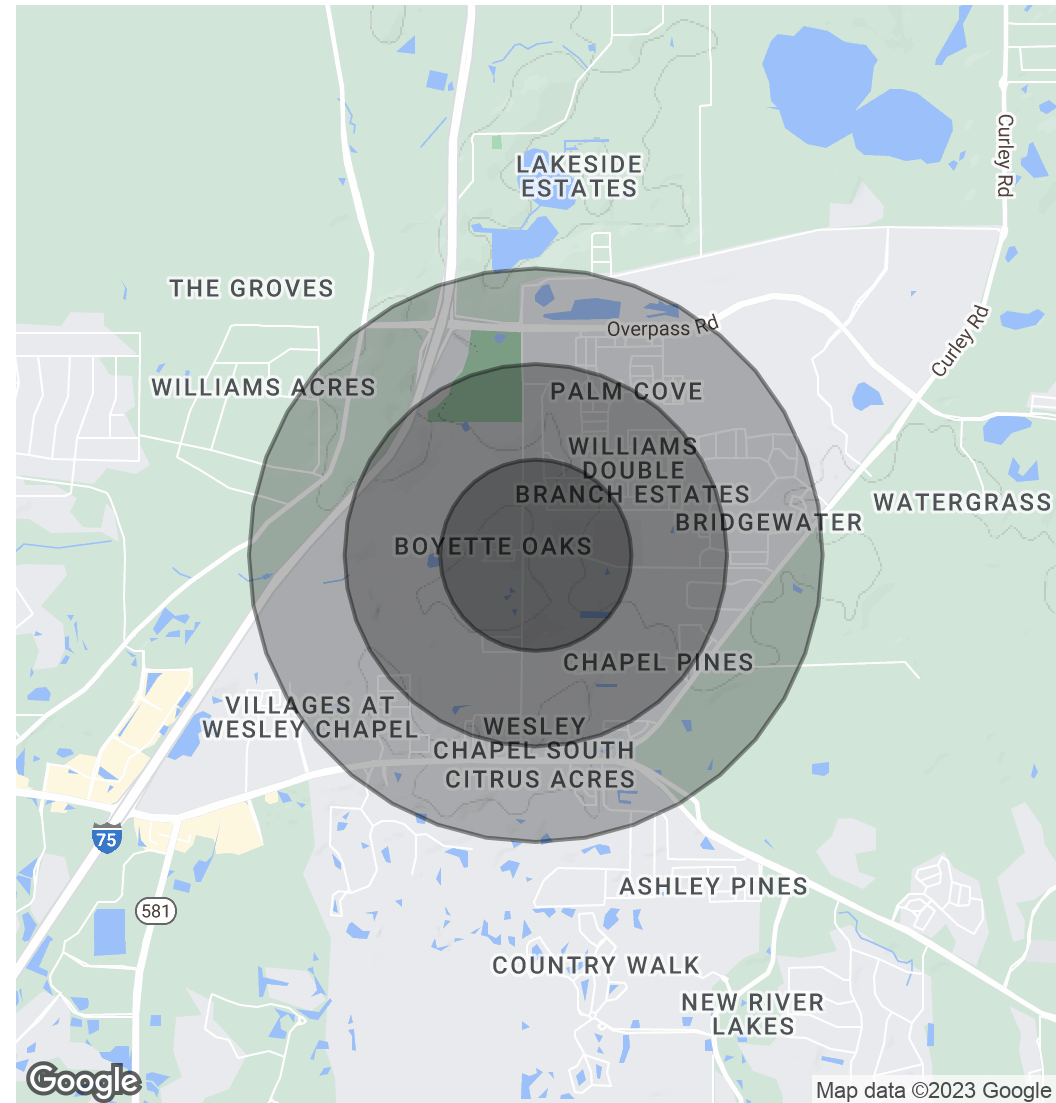 Curley Rd
LAKESIDE
ESTATES
THE GROVES
Overpass Rd
Curley Rd
WILLIAMS ACRES
PALM COVE
WILLIAMS
DOUBLE
BRANCH ESTATES
WATERGRASS
BRIDGEWATER
BOYETTE OAKS
CHAPEL PINES
VILLAGES AT
WESLEY CHAPEL
WESLEY
CHAPEL SOUTH
CITRUS ACRES
75
ASHLEY PINES
581
COUNTRY WALK
NEW RIVER
LAKES
Google
Map data ©2023 Google